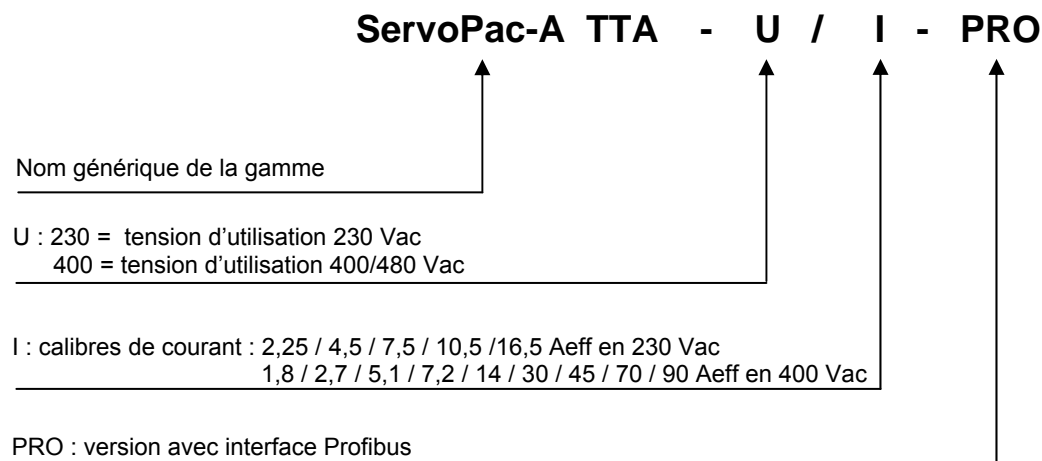 ServoPac-A TTA - U / I - PRO
Nom générique de la gamme
U : 230 = tension d’utilisation 230 Vac
400 = tension d’utilisation 400/480 Vac
I : calibres de courant : 2,25 / 4,5 / 7,5 / 10,5 /16,5 Aeff en 230 Vac
1,8 / 2,7 / 5,1 / 7,2 / 14 / 30 / 45 / 70 / 90 Aeff en 400 Vac
PRO : version avec interface Profibus